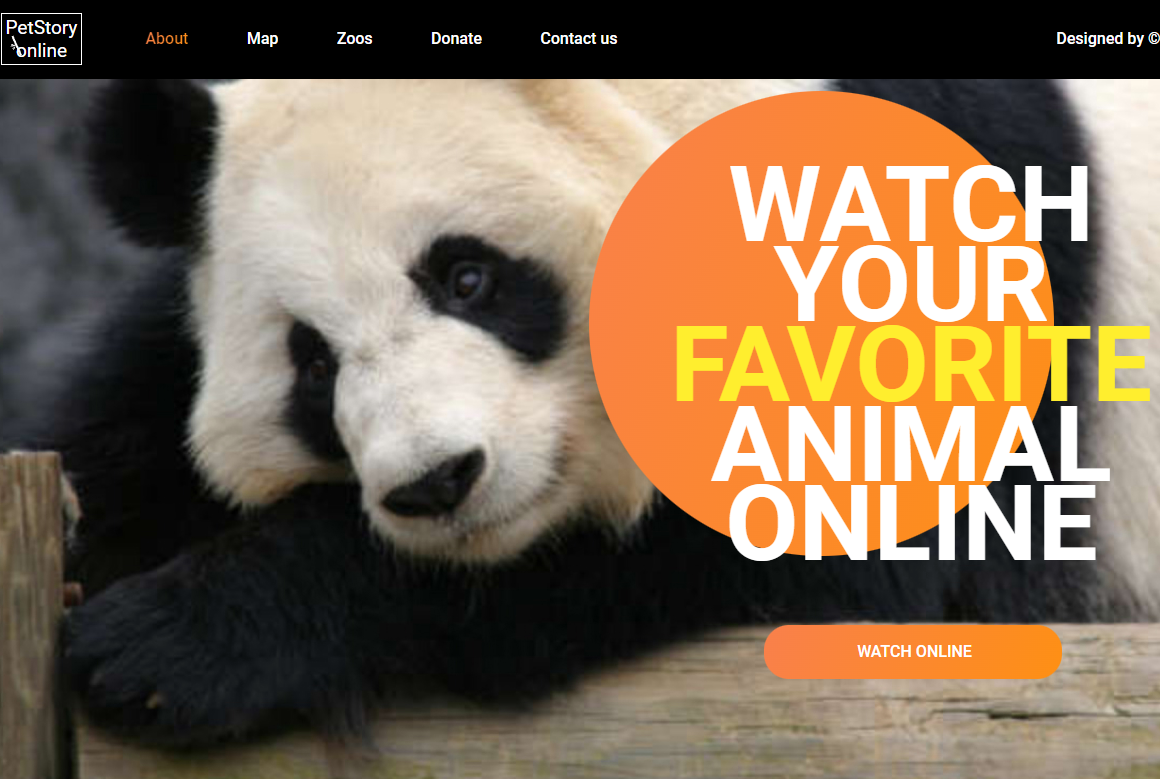 PetStory
online
About Map Zoos Donate Contact us Designed by ©
WATCH
YOUR
FAVORITE
ANIMAL
ONLINE
WATCH ONLINE